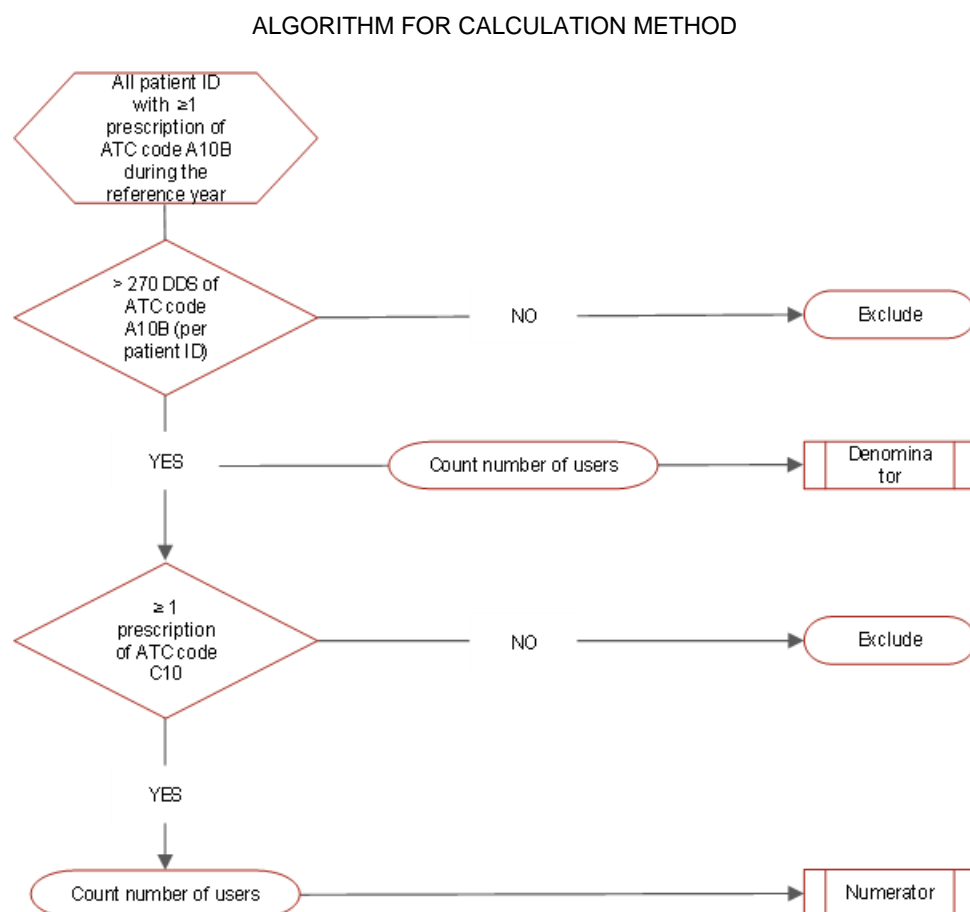 ALGORITHM FOR CALCULATION METHOD
All patient ID
with ≥1
prescription of
ATC code A10B
during the
reference year
> 270 DDS of
ATC code
A10B (per
patient ID)
NO
Exclude
YES
Count number of users
Denomina
tor
≥ 1
prescription
of ATC code
C10
NO
Exclude
YES
Count number of users
Numerator